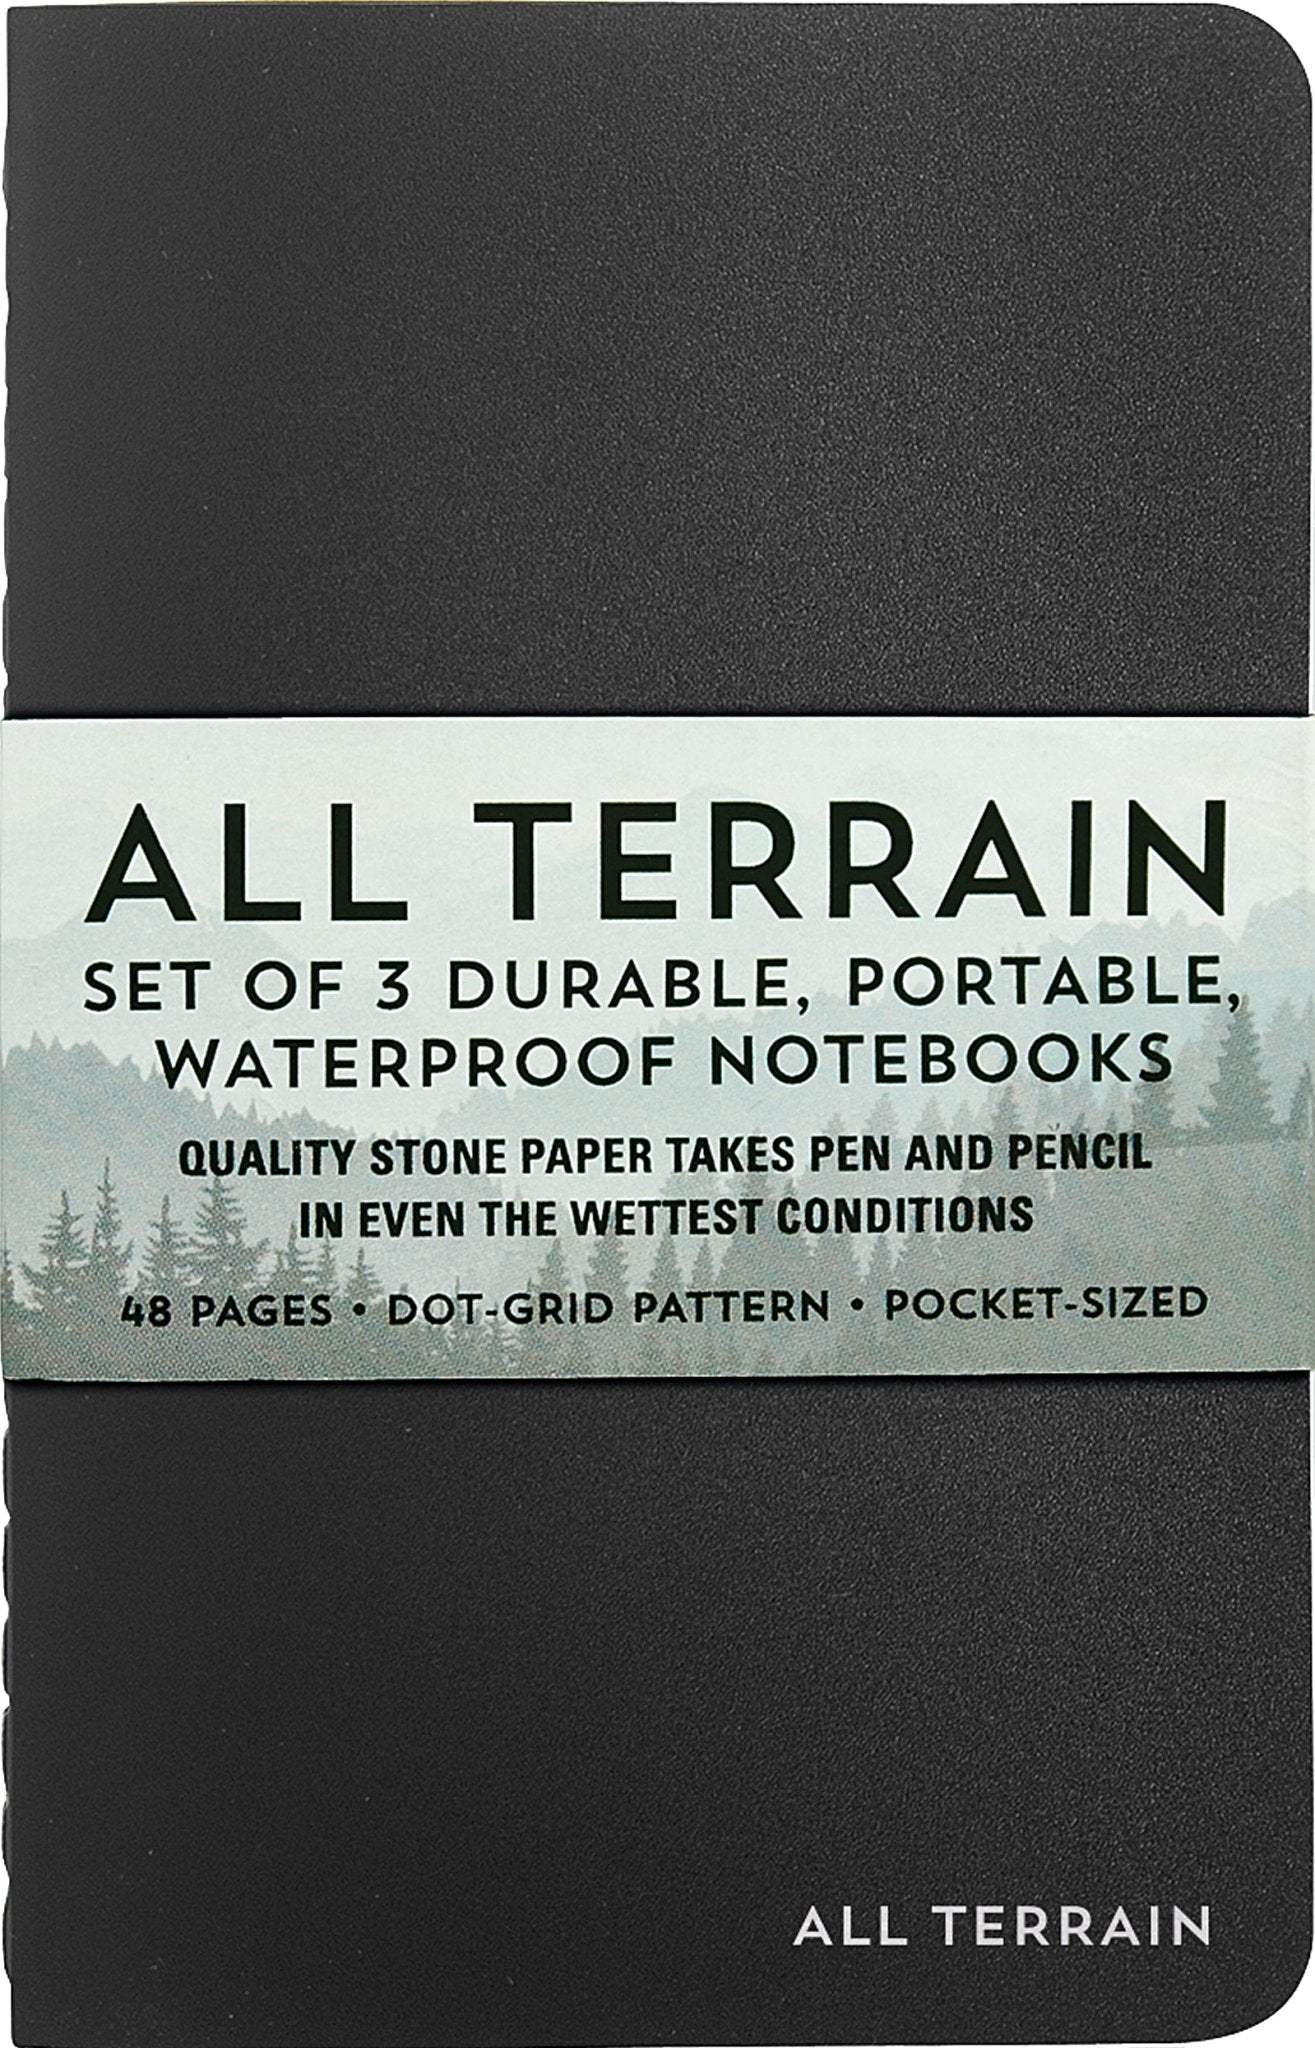 ALL TERRAIN
SET OF 3 DURABLE, PORTABLE,
WATERPROOF NOTEBOOKS
QUALITY STONE PAPER TAKES PEN AND PENCIL
IN EVEN THE WETTEST CONDITIONS
48 PAGES • DOT-GRID PATTERN • POCKET-SIZED
ALL TERRAIN